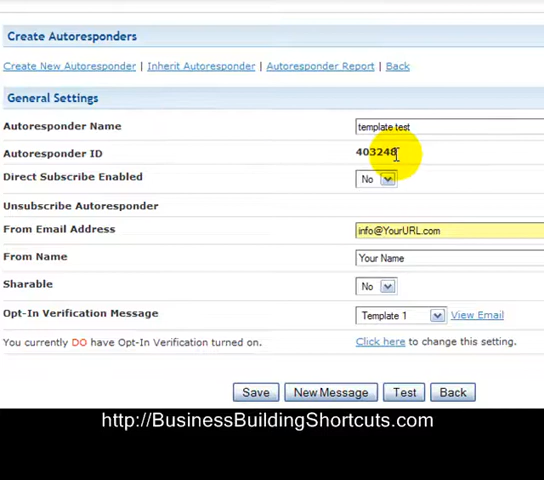 Create Autoresponders
Create New Autoresponder | Inherit Autoresponder | Autoresponder Report | Back
General Settings
Autoresponder Name template test
Autoresponder ID 403248
Direct Subscribe Enabled No
Unsubscribe Autoresponder
From Email Address info@YourURL.com
From Name Your Name
Sharable No
Opt-In Verification Message Template 1 View Email
You currently DO have Opt-In Verification turned on. Click here to change this setting.
Save New Message Test Back
http://BusinessBuildingShortcuts.com